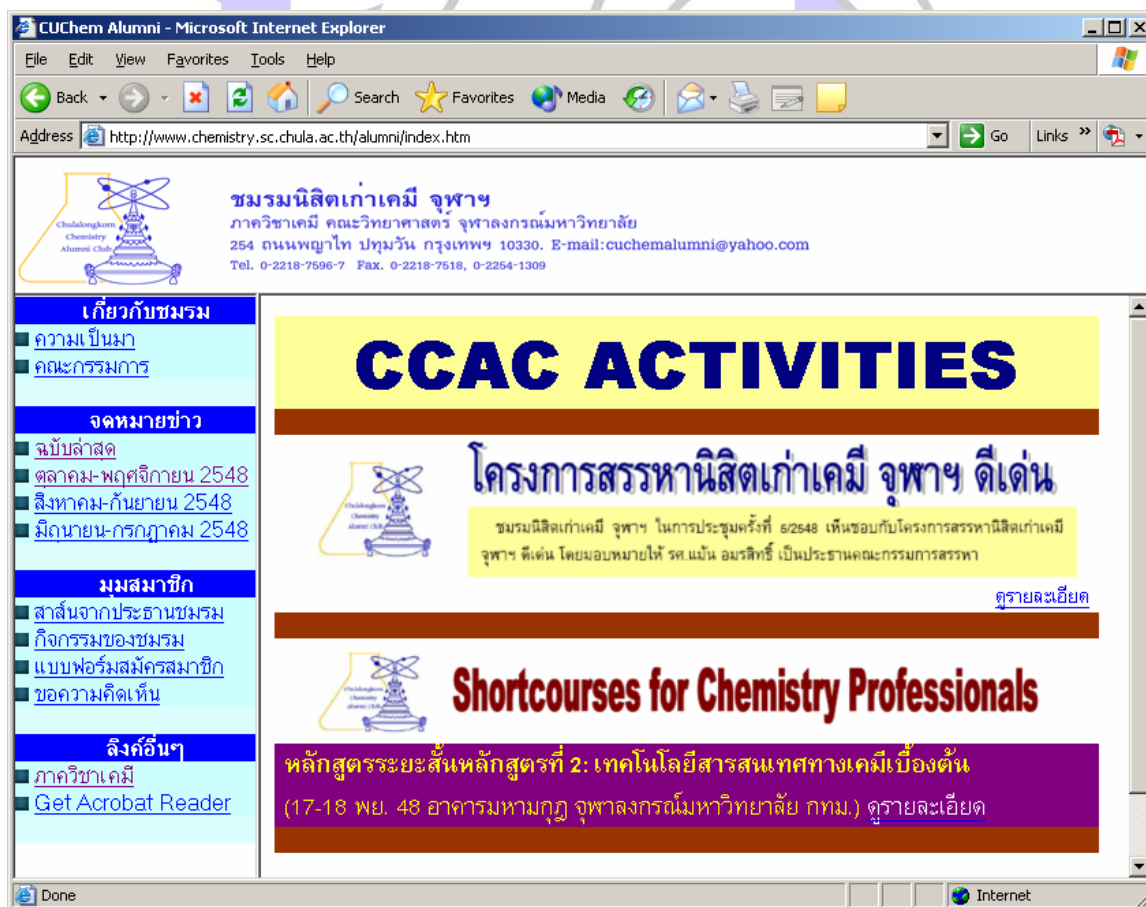 CUChem Alumni - Microsoft Internet Explorer
File Edit View Favorites Tools Help
Back Search Favorites Media
Address http://www.chemistry.sc.chula.ac.th/alumni/index.htm Go Links »
Chulalongkorn
Chemistry
Alumni Club
ชมรมนิสิตเก่าเคมี จุฬาฯ
ภาควิชาเคมี คณะวิทยาศาสตร์ จุฬาลงกรณ์มหาวิทยาลัย
254 ถนนพญาไท ปทุมวัน กรุงเทพฯ 10330. E-mail:cuchemalumni@yahoo.com
Tel. 0-2218-7596-7 Fax. 0-2218-7518, 0-2254-1309
เกี่ยวกับชมรม
ความเป็นมา
คณะกรรมการ
จดหมายข่าว
ฉบับล่าสุด
ตุลาคม-พฤศจิกายน 2548
สิงหาคม-กันยายน 2548
มิถุนายน-กรกฎาคม 2548
มุมสมาชิก
สาส์นจากประธานชมรม
กิจกรรมของชมรม
แบบฟอร์มสมัครสมาชิก
ขอความคิดเห็น
ลิงค์อื่นๆ
ภาควิชาเคมี
Get Acrobat Reader
CCAC ACTIVITIES
Chulalongkorn
Chemistry
Alumni Club
โครงการสรรหานิสิตเก่าเคมี จุฬาฯ ดีเด่น
ชมรมนิสิตเก่าเคมี จุฬาฯ ในการประชุมครั้งที่ 6/2548 เห็นชอบกับโครงการสรรหานิสิตเก่าเคมี
จุฬาฯ ดีเด่น โดยมอบหมายให้ รศ.แม้น อมรสิทธิ์ เป็นประธานคณะกรรมการสรรหา
ดูรายละเอียด
Chulalongkorn
Chemistry
Alumni Club
Shortcourses for Chemistry Professionals
หลักสูตรระยะสั้นหลักสูตรที่ 2: เทคโนโลยีสารสนเทศทางเคมีเบื้องต้น
(17-18 พย. 48 อาคารมหามกุฎ จุฬาลงกรณ์มหาวิทยาลัย กทม.) ดูรายละเอียด
Done Internet